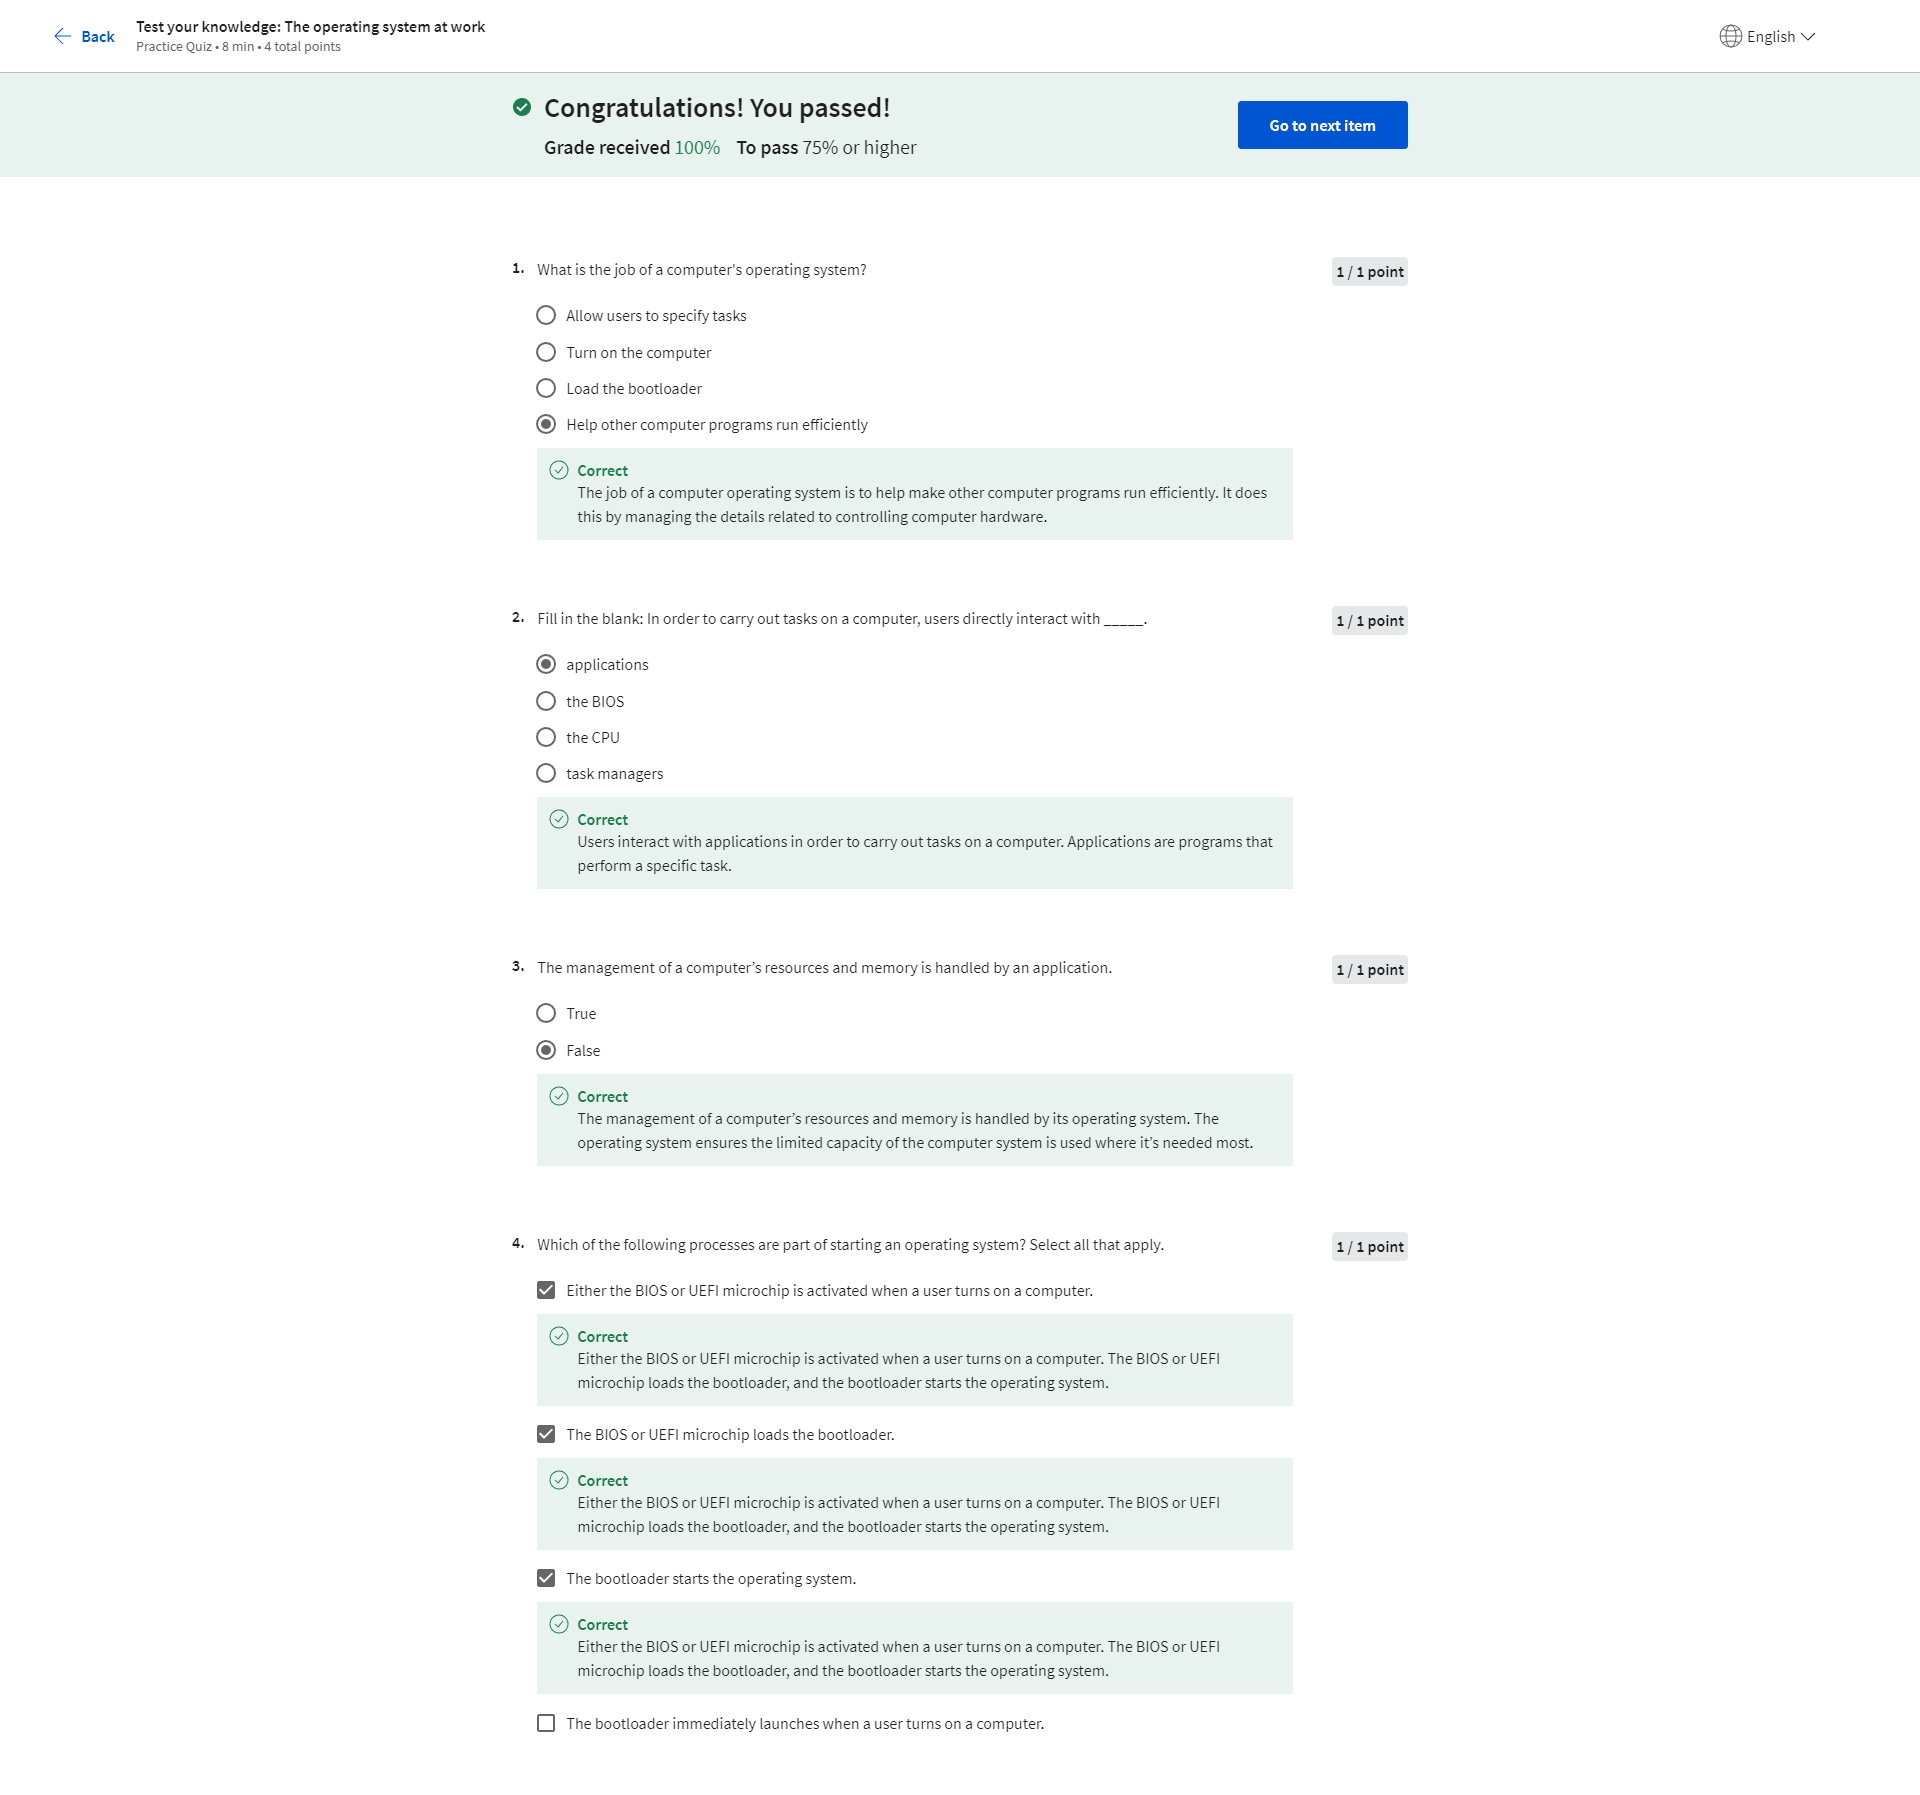 Back
Test your knowledge: The operating system at work
Practice Quiz • 8 min • 4 total points
English
Congratulations! You passed!
Grade received 100% To pass 75% or higher
Go to next item
1. What is the job of a computer's operating system?
1 / 1 point
Allow users to specify tasks
Turn on the computer
Load the bootloader
Help other computer programs run efficiently
Correct
The job of a computer operating system is to help make other computer programs run efficiently. It does
this by managing the details related to controlling computer hardware.
2. Fill in the blank: In order to carry out tasks on a computer, users directly interact with _____.
1 / 1 point
applications
the BIOS
the CPU
task managers
Correct
Users interact with applications in order to carry out tasks on a computer. Applications are programs that
perform a specific task.
3. The management of a computer’s resources and memory is handled by an application.
1 / 1 point
True
False
Correct
The management of a computer’s resources and memory is handled by its operating system. The
operating system ensures the limited capacity of the computer system is used where it’s needed most.
4. Which of the following processes are part of starting an operating system? Select all that apply.
1 / 1 point
Either the BIOS or UEFI microchip is activated when a user turns on a computer.
Correct
Either the BIOS or UEFI microchip is activated when a user turns on a computer. The BIOS or UEFI
microchip loads the bootloader, and the bootloader starts the operating system.
The BIOS or UEFI microchip loads the bootloader.
Correct
Either the BIOS or UEFI microchip is activated when a user turns on a computer. The BIOS or UEFI
microchip loads the bootloader, and the bootloader starts the operating system.
The bootloader starts the operating system.
Correct
Either the BIOS or UEFI microchip is activated when a user turns on a computer. The BIOS or UEFI
microchip loads the bootloader, and the bootloader starts the operating system.
The bootloader immediately launches when a user turns on a computer.